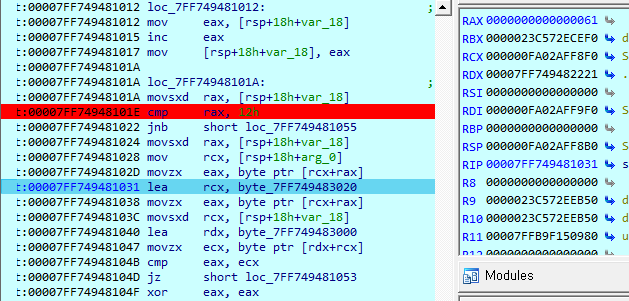 t:00007FF749481012 loc_7FF749481012: ;
t:00007FF749481012 mov eax, [rsp+18h+var_18]
t:00007FF749481015 inc eax
t:00007FF749481017 mov [rsp+18h+var_18], eax
t:00007FF74948101A
t:00007FF74948101A loc_7FF74948101A: ;
t:00007FF74948101A movsxd rax, [rsp+18h+var_18]
t:00007FF74948101E cmp rax, 12h
t:00007FF749481022 jnb short loc_7FF749481055
t:00007FF749481024 movsxd rax, [rsp+18h+var_18]
t:00007FF749481028 mov rcx, [rsp+18h+arg_0]
t:00007FF74948102D movzx eax, byte ptr [rcx+rax]
t:00007FF749481031 lea rcx, byte_7FF749483020
t:00007FF749481038 movzx eax, byte ptr [rcx+rax]
t:00007FF74948103C movsxd rcx, [rsp+18h+var_18]
t:00007FF749481040 lea rdx, byte_7FF749483000
t:00007FF749481047 movzx ecx, byte ptr [rdx+rcx]
t:00007FF74948104B cmp eax, ecx
t:00007FF74948104D jz short loc_7FF749481053
t:00007FF74948104F xor eax, eax
RAX 0000000000000061
RBX 0000023C572ECEF0 d
RCX 000000FA02AFF8F0 S
RDX 00007FF749482221 .
RSI 0000000000000000
RDI 000000FA02AFF9F0 S
RBP 0000000000000000
RSP 000000FA02AFF8B0 S
RIP 00007FF749481031 s
R8 0000000000000000
R9 0000023C572EEB50 d
R10 0000023C572EEB50 d
R11 00007FFB9F150980 u
Modules